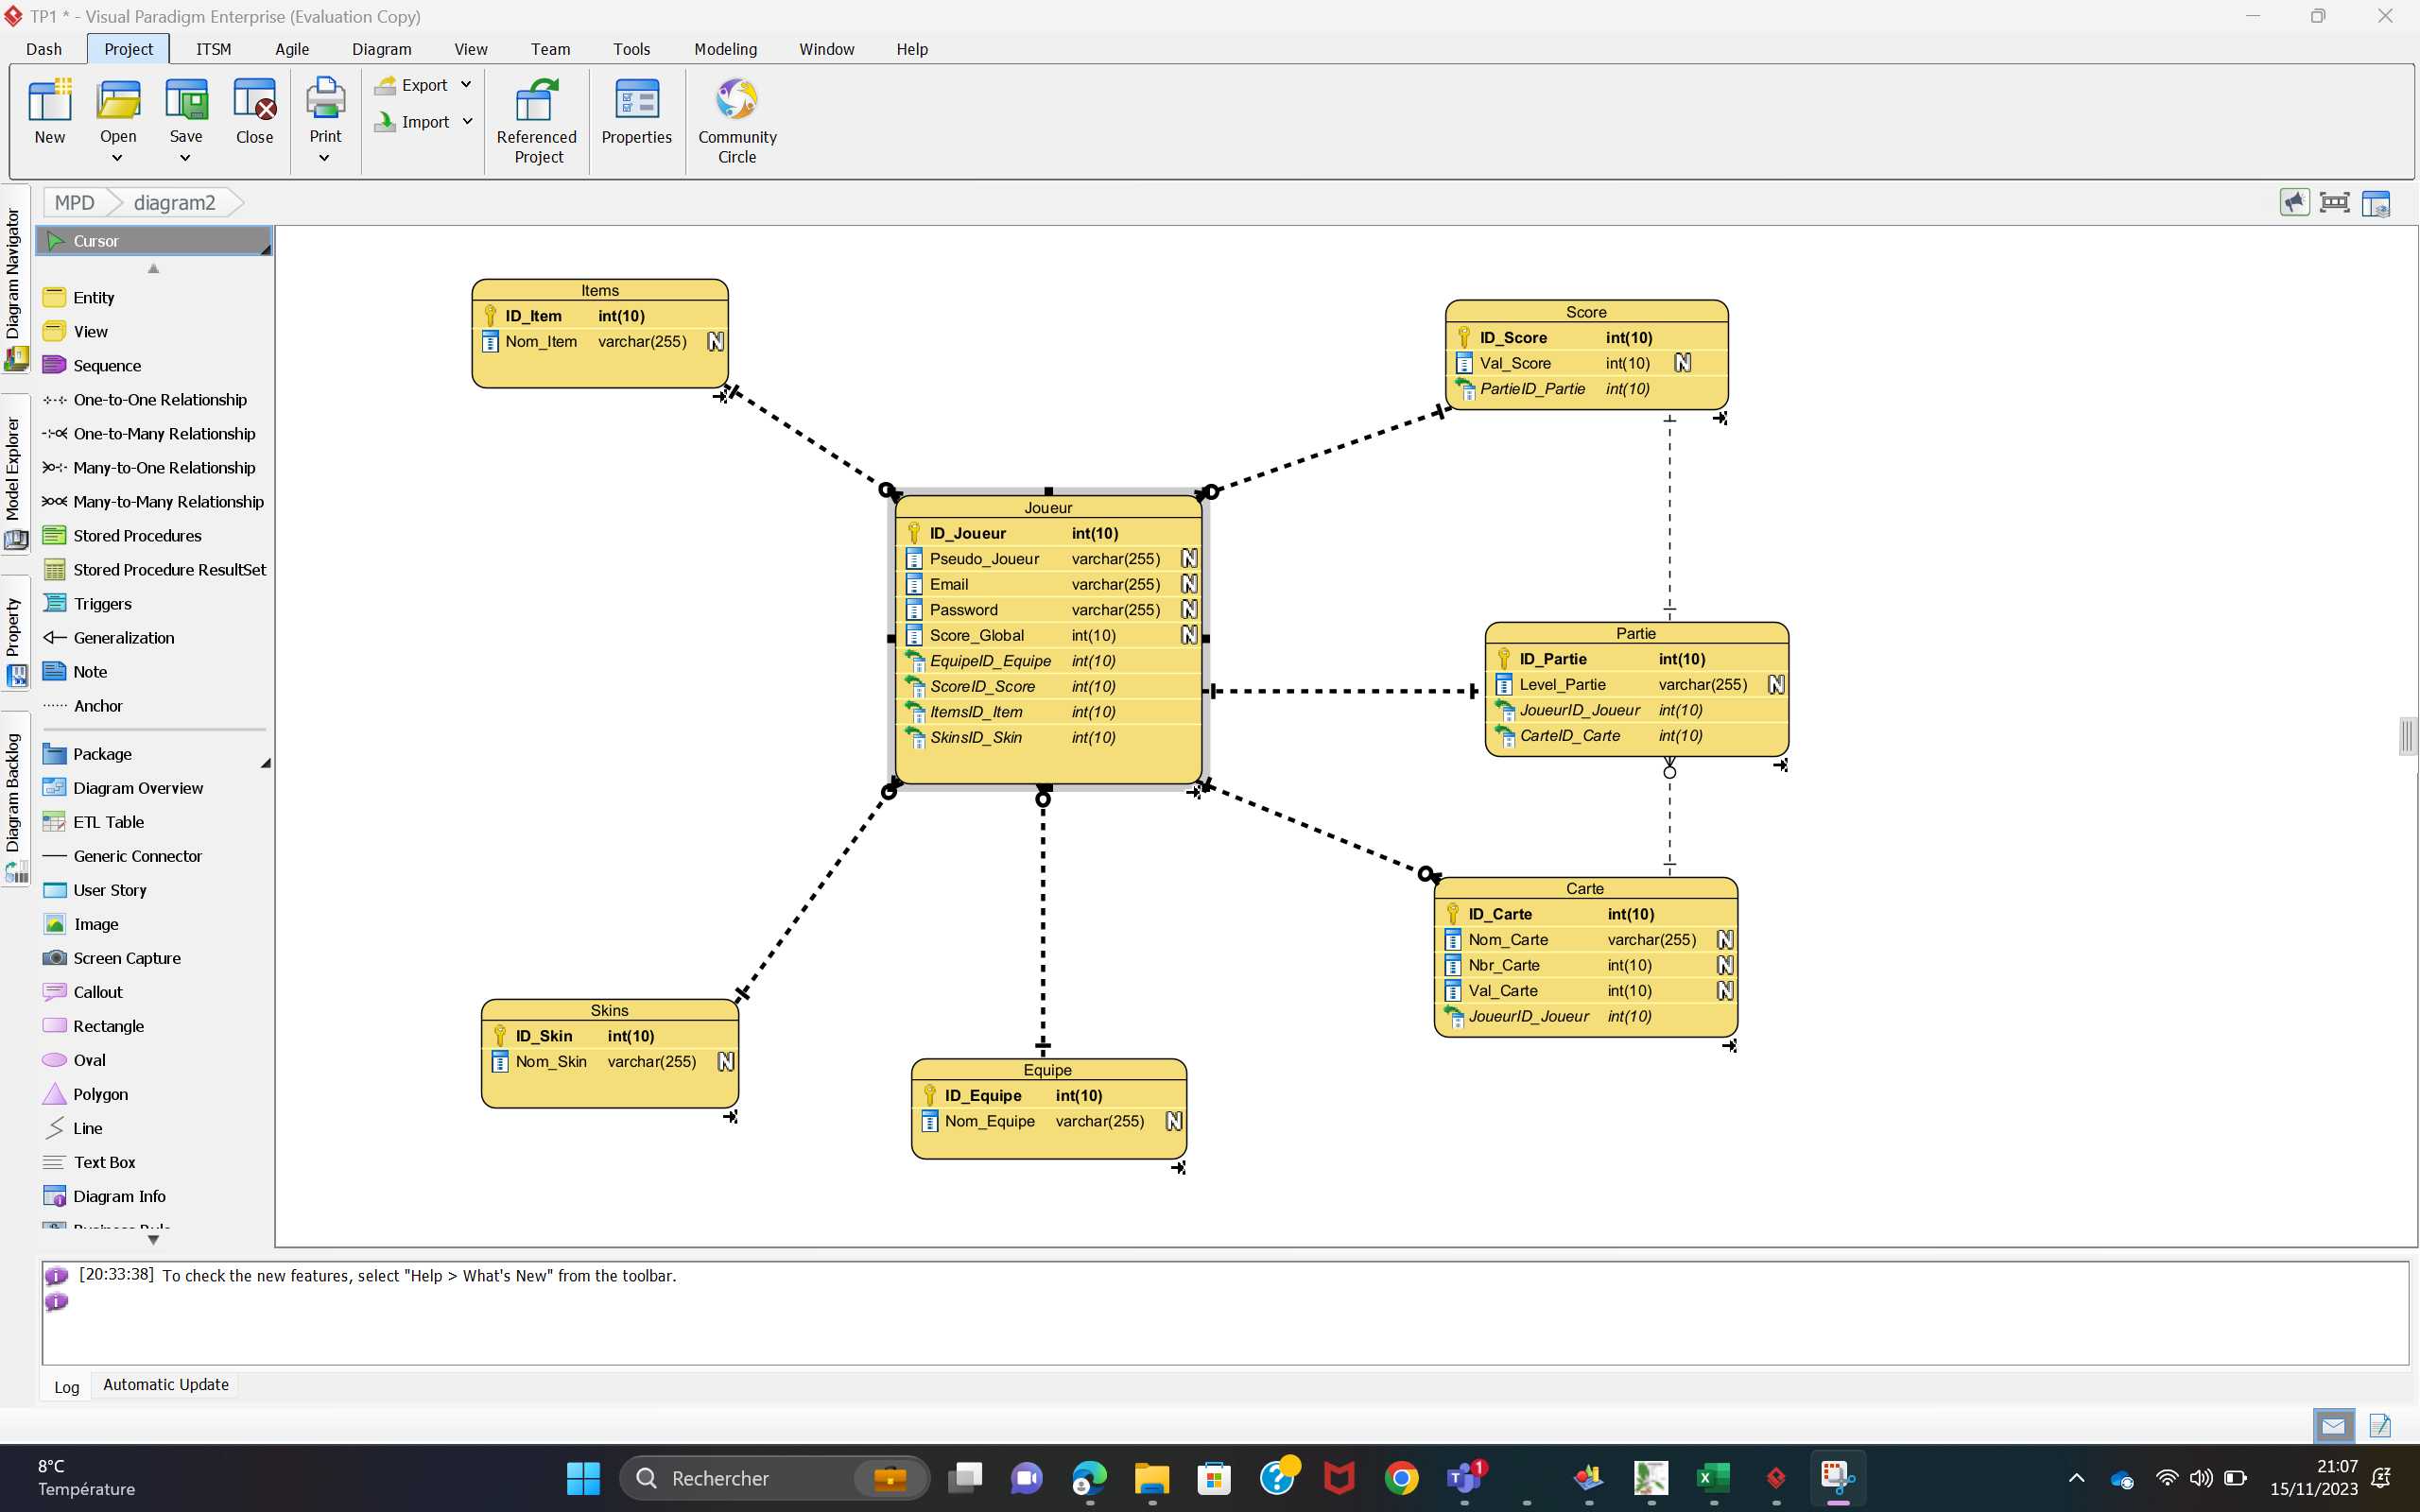 TP1 * - Visual Paradigm Enterprise (Evaluation Copy)
Dash Project ITSM Agile Diagram View Team Tools Modeling Window Help
New Open Save Close Print Export Import Referenced Project Properties Community Circle
MPD diagram2
Diagram Navigator
Model Explorer
Property
Diagram Backlog
Cursor
Entity
View
Sequence
One-to-One Relationship
One-to-Many Relationship
Many-to-One Relationship
Many-to-Many Relationship
Stored Procedures
Stored Procedure ResultSet
Triggers
Generalization
Note
Anchor
Package
Diagram Overview
ETL Table
Generic Connector
User Story
Image
Screen Capture
Callout
Rectangle
Oval
Polygon
Line
Text Box
Diagram Info
Items
ID_Item int(10)
Nom_Item varchar(255) N
Score
ID_Score int(10)
Val_Score int(10) N
PartieID_Partie int(10)
Joueur
ID_Joueur int(10)
Pseudo_Joueur varchar(255) N
Email varchar(255) N
Password varchar(255) N
Score_Global int(10) N
EquipeID_Equipe int(10)
ScoreID_Score int(10)
ItemsID_Item int(10)
SkinsID_Skin int(10)
Partie
ID_Partie int(10)
Level_Partie varchar(255) N
JoueurID_Joueur int(10)
CarteID_Carte int(10)
Carte
ID_Carte int(10)
Nom_Carte varchar(255) N
Nbr_Carte int(10) N
Val_Carte int(10) N
JoueurID_Joueur int(10)
Skins
ID_Skin int(10)
Nom_Skin varchar(255) N
Equipe
ID_Equipe int(10)
Nom_Equipe varchar(255) N
[20:33:38] To check the new features, select "Help > What's New" from the toolbar.
Log Automatic Update
8°C
Température
Rechercher
1
21:07
15/11/2023